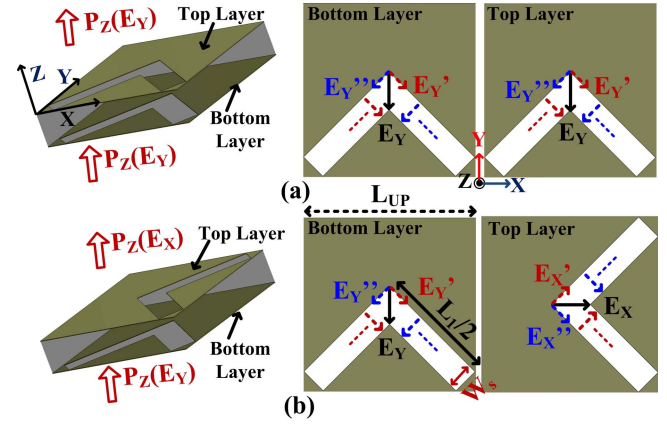 P_Z(E_Y)
Top Layer
Z
Y
X
Bottom
Layer
P_Z(E_Y)
Bottom Layer
E_Y’’
E_Y’
E_Y
Top Layer
E_Y’’
E_Y’
E_Y
Y
Z
X
(a)
P_Z(E_X)
Top Layer
Bottom
Layer
P_Z(E_Y)
L_UP
Bottom Layer
E_Y’’
E_Y’
E_Y
L_1/2
W_s
Top Layer
E_X’
E_X
E_X’’
(b)